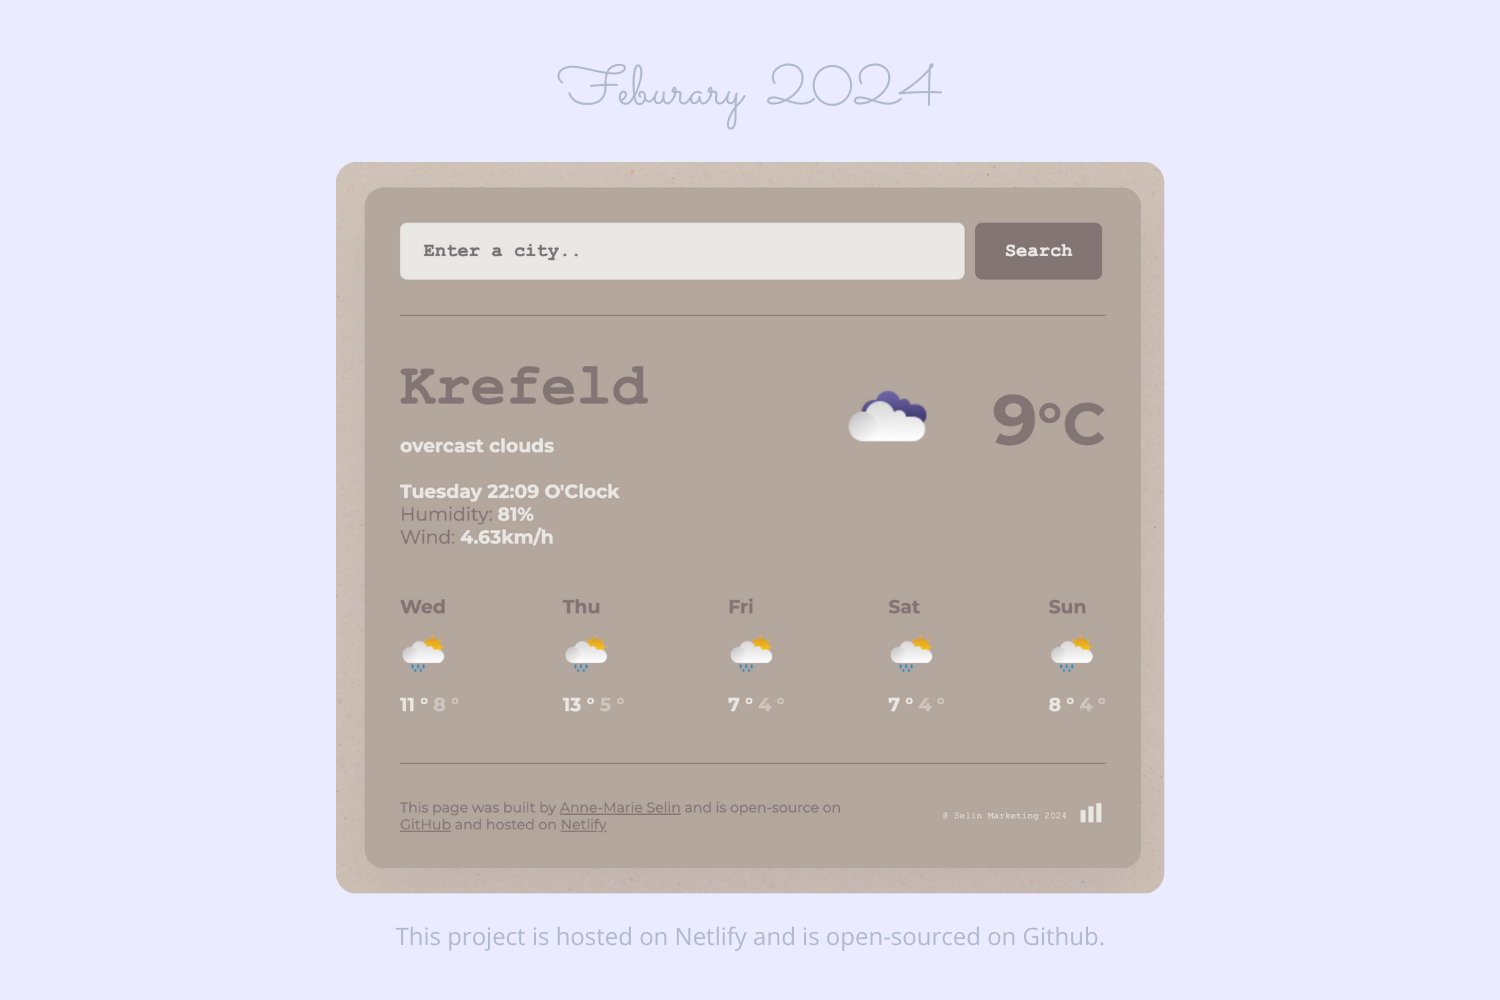 Feburary 2024
Enter a city..
Search
Krefeld
9°C
overcast clouds
Tuesday 22:09 O'Clock
Humidity: 81%
Wind: 4.63km/h
Wed Thu Fri Sat Sun
11 ° 8 ° 13 ° 5 ° 7 ° 4 ° 7 ° 4 ° 8 ° 4 °
This page was built by Anne-Marie Selin and is open-source on
GitHub and hosted on Netlify
@ Selin Marketing 2024
This project is hosted on Netlify and is open-sourced on Github.